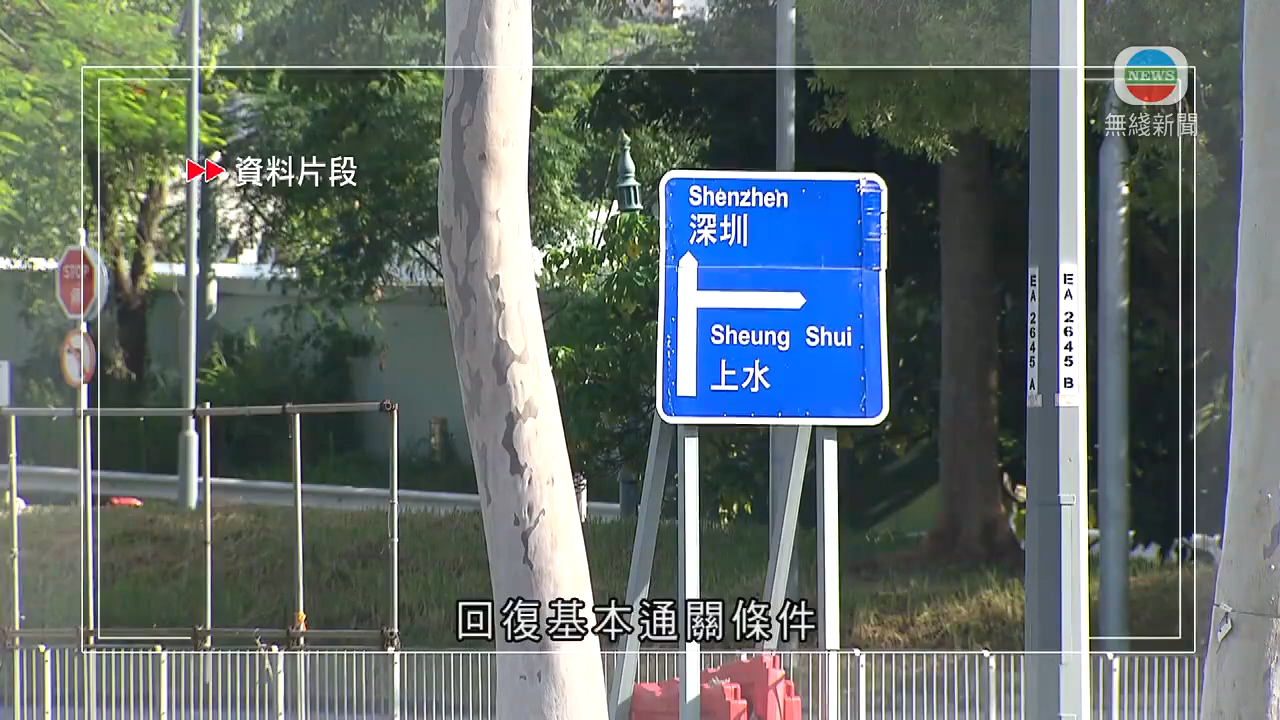 NEWS
無綫新聞
資料片段
Shenzhen
深圳
STOP
Sheung Shui
上水
EA 2645 A
EA 2645 B
回復基本通關條件